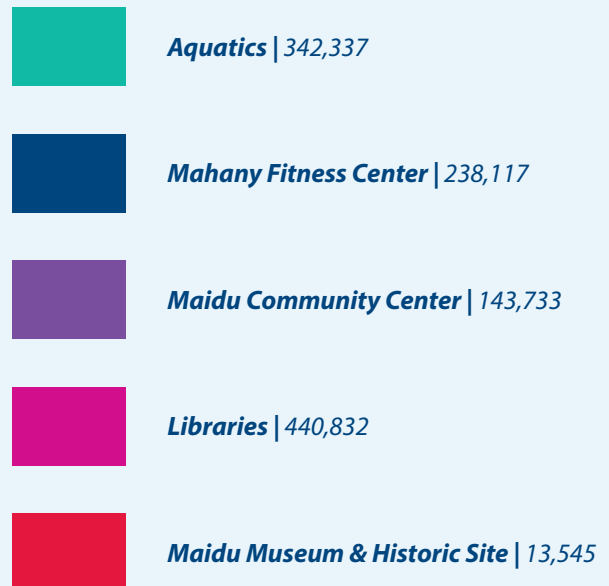 Aquatics | 342,337
Mahany Fitness Center | 238,117
Maidu Community Center | 143,733
Libraries | 440,832
Maidu Museum & Historic Site | 13,545